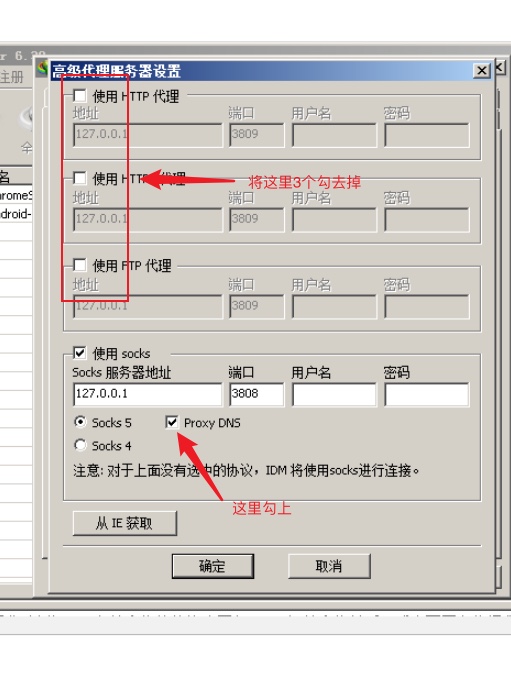 r 6.
注册
高级代理服务器设置
使用 HTTP 代理
地址 端口 用户名 密码
127.0.0.1 3809
使用 HTTP 代理
将这里3个勾去掉
地址 端口 用户名 密码
127.0.0.1 3809
使用 FTP 代理
地址 端口 用户名 密码
127.0.0.1 3809
使用 socks
Socks 服务器地址 端口 用户名 密码
127.0.0.1 3808
Socks 5 Proxy DNS
Socks 4
注意: 对于上面没有选中的协议，IDM 将使用socks进行连接。
这里勾上
从 IE 获取
确定 取消
全
名
romeS
droid-